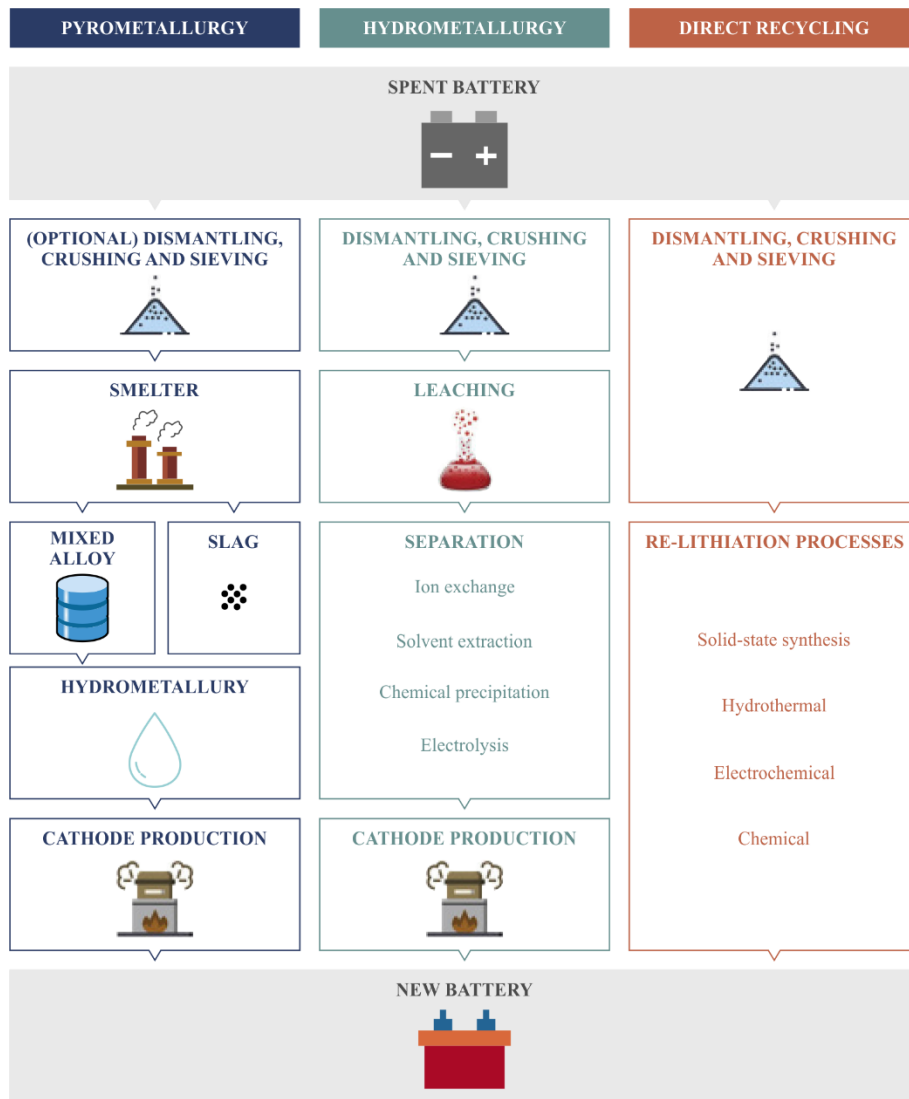 PYROMETALLURGY
HYDROMETALLURGY
DIRECT RECYCLING
SPENT BATTERY
(OPTIONAL) DISMANTLING,
CRUSHING AND SIEVING
DISMANTLING, CRUSHING
AND SIEVING
DISMANTLING, CRUSHING
AND SIEVING
SMELTER
LEACHING
MIXED
ALLOY
SLAG
SEPARATION
Ion exchange
Solvent extraction
Chemical precipitation
Electrolysis
RE-LITHIATION PROCESSES
Solid-state synthesis
Hydrothermal
Electrochemical
Chemical
HYDROMETALLURY
CATHODE PRODUCTION
CATHODE PRODUCTION
NEW BATTERY